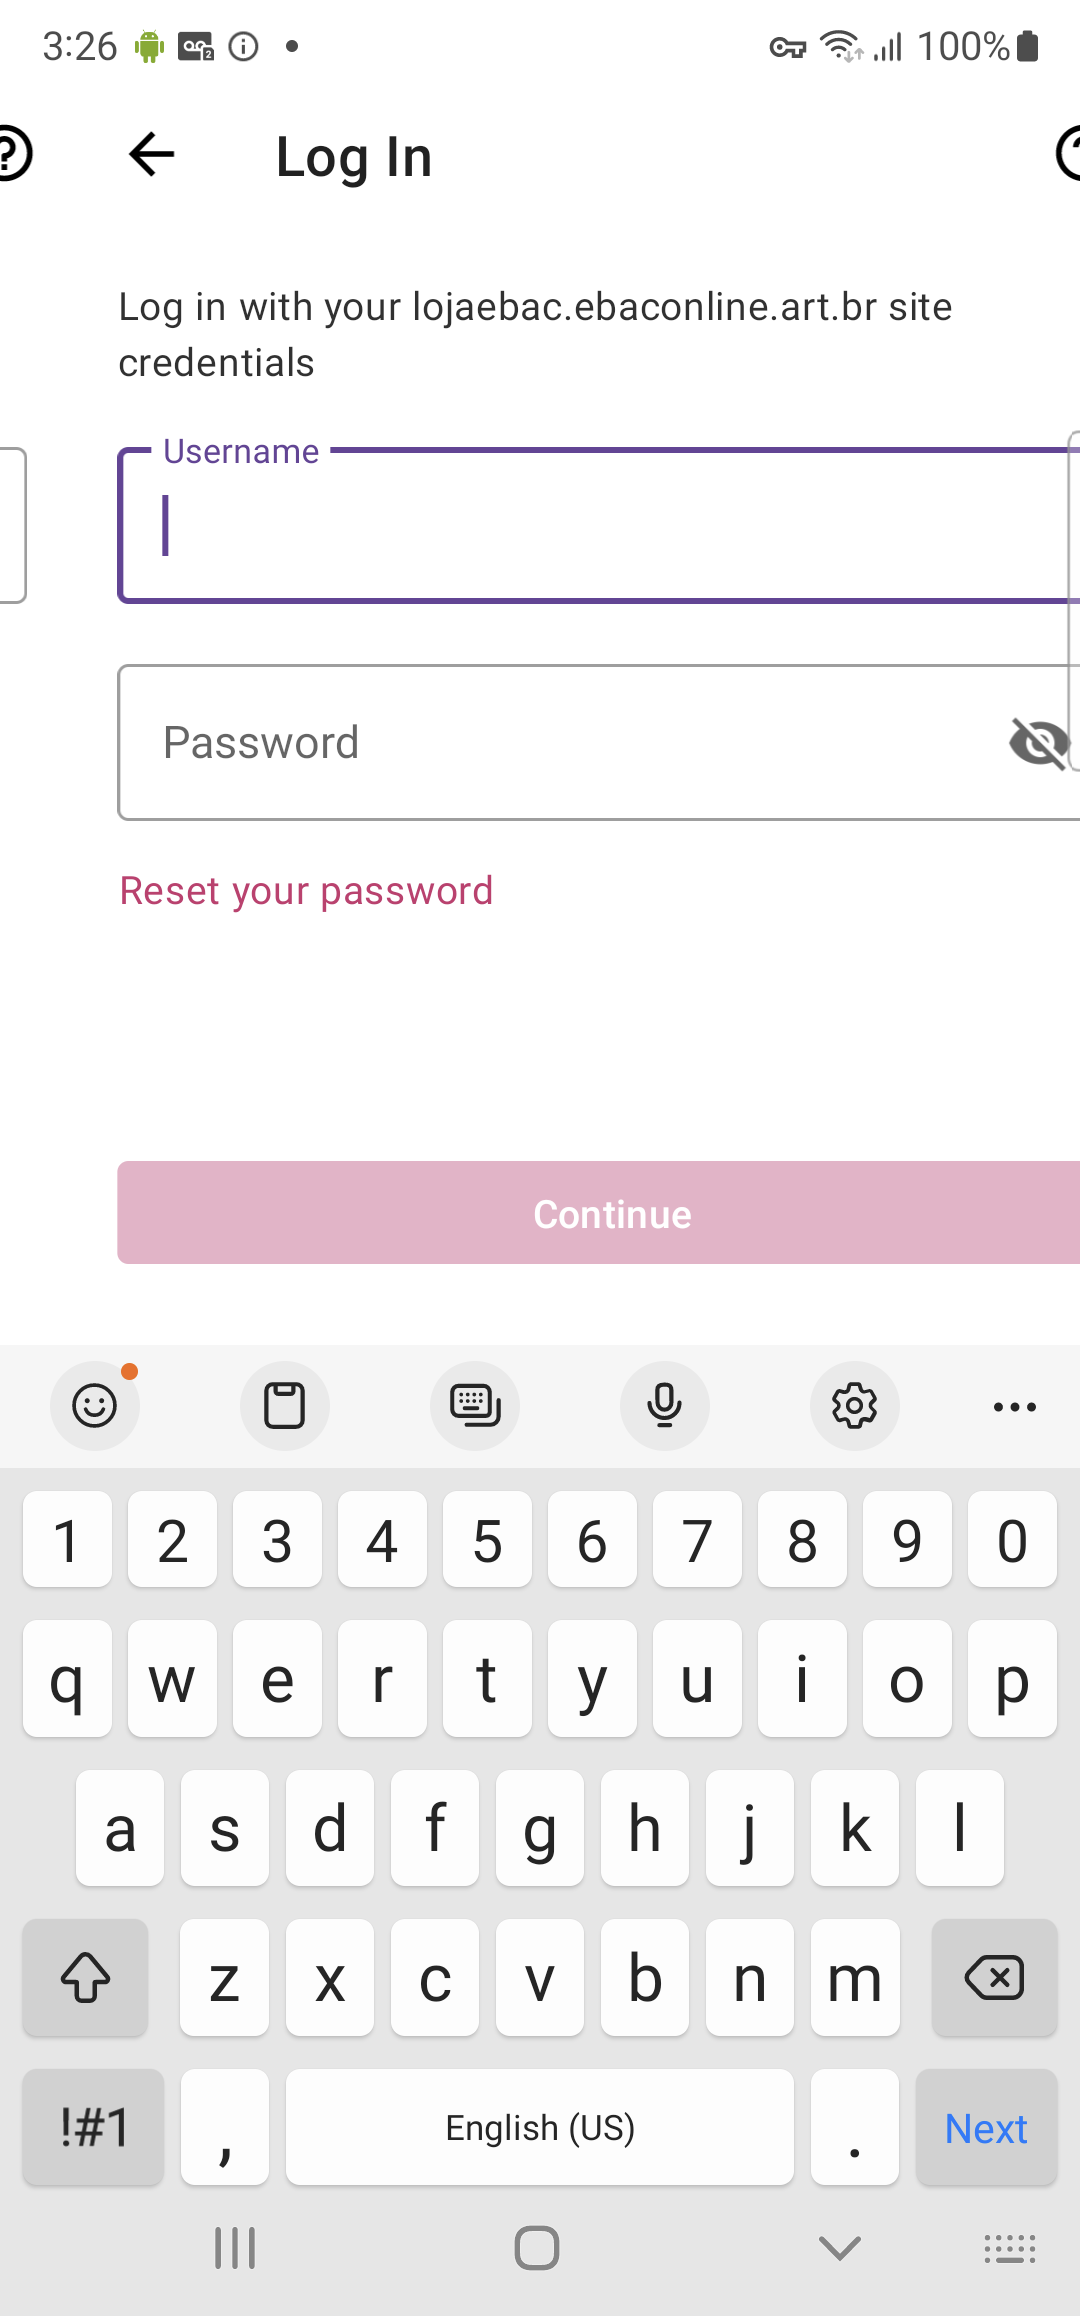 3:26 100%
Log In
Log in with your lojaebac.ebaconline.art.br site
credentials
Username
Password
Reset your password
Continue
1 2 3 4 5 6 7 8 9 0
q w e r t y u i o p
a s d f g h j k l
z x c v b n m
!#1 , English (US) . Next